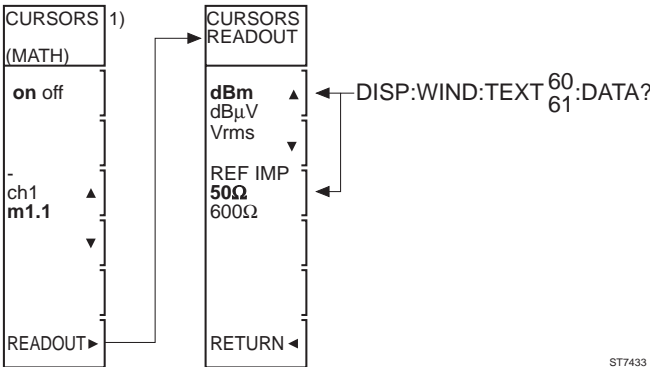 CURSORS 1)
(MATH)
on off
-
ch1 ▲
m1.1
▼
READOUT►
CURSORS
READOUT
dBm ▲
dBμV
Vrms
▼
REF IMP
50Ω
600Ω
RETURN◄
DISP:WIND:TEXT 60
61 :DATA?
ST7433